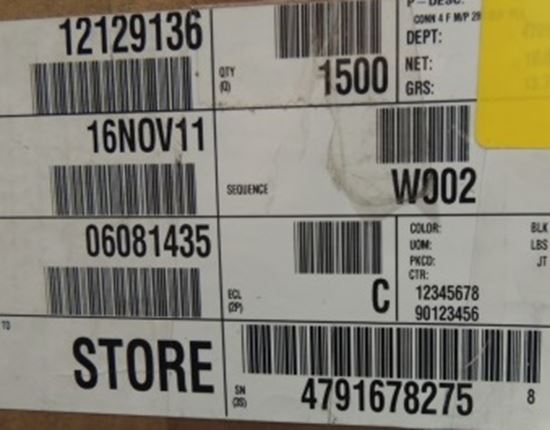 12129136
QTY
(Q)
1500
P-DESC:
CONN 4 F M/P
DEPT:
NET:
GRS:
16NOV11
SEQUENCE
W002
06081435
ECL
(2P)
C
COLOR: BLK
UOM: LBS
PKCD: JT
CTR:
12345678
90123456
TO
STORE
SN
(3S)
4791678275 8